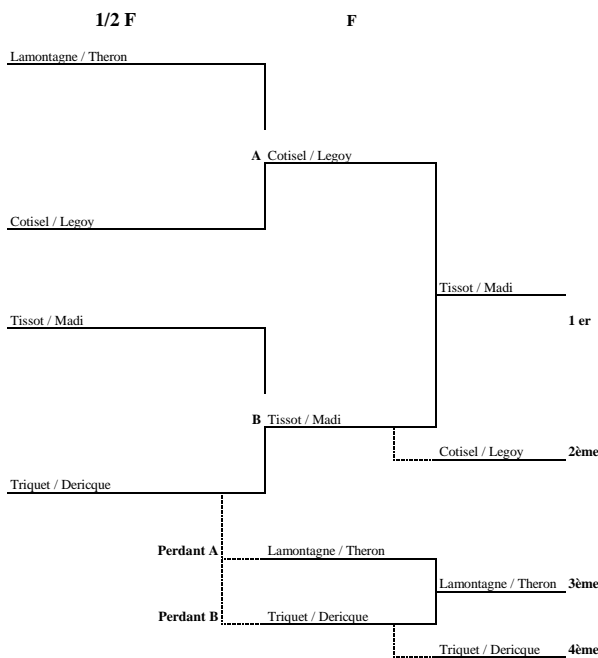 1/2 F F
Lamontagne / Theron
A Cotisel / Legoy
Cotisel / Legoy
Tissot / Madi
Tissot / Madi
1 er
B Tissot / Madi
Cotisel / Legoy 2ème
Triquet / Dericque
Perdant A Lamontagne / Theron
Lamontagne / Theron 3ème
Perdant B Triquet / Dericque
Triquet / Dericque 4ème